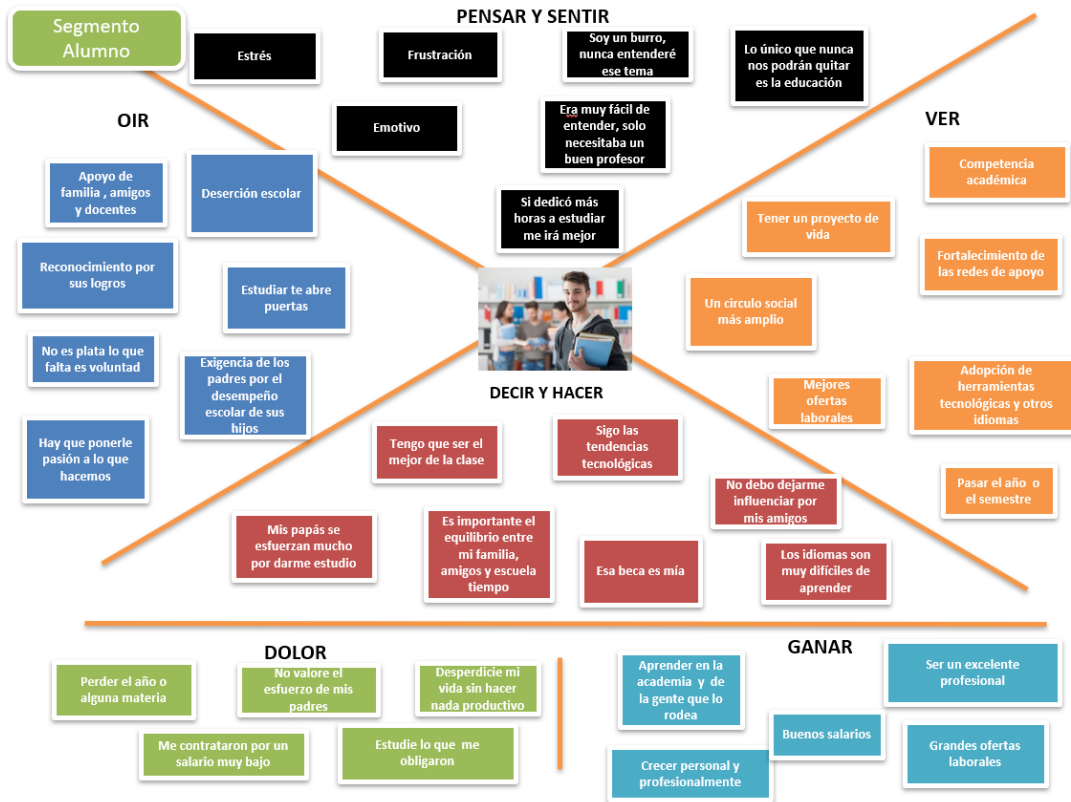 Segmento
Alumno
PENSAR Y SENTIR
Estrés
Frustración
Soy un burro,
nunca entenderé
ese tema
Lo único que nunca
nos podrán quitar
es la educación
Emotivo
Era muy fácil de
entender, solo
necesitaba un
buen profesor
Si dedicó más
horas a estudiar
me irá mejor
OIR
Apoyo de
familia , amigos
y docentes
Deserción escolar
Reconocimiento por
sus logros
Estudiar te abre
puertas
No es plata lo que
falta es voluntad
Exigencia de los
padres por el
desempeño
escolar de sus
hijos
Hay que ponerle
pasión a lo que
hacemos
VER
Competencia
académica
Tener un proyecto de
vida
Fortalecimiento de
las redes de apoyo
Un circulo social
más amplio
Mejores
ofertas
laborales
Adopción de
herramientas
tecnológicas y otros
idiomas
Pasar el año o
el semestre
DECIR Y HACER
Tengo que ser el
mejor de la clase
Sigo las
tendencias
tecnológicas
No debo dejarme
influenciar por
mis amigos
Mis papás se
esfuerzan mucho
por darme estudio
Es importante el
equilibrio entre
mi familia,
amigos y escuela
tiempo
Esa beca es mía
Los idiomas son
muy difíciles de
aprender
DOLOR
Perder el año o
alguna materia
No valore el
esfuerzo de mis
padres
Desperdicie mi
vida sin hacer
nada productivo
Me contrataron por un
salario muy bajo
Estudie lo que me
obligaron
GANAR
Aprender en la
academia y de
la gente que lo
rodea
Ser un excelente
profesional
Buenos salarios
Crecer personal y
profesionalmente
Grandes ofertas
laborales